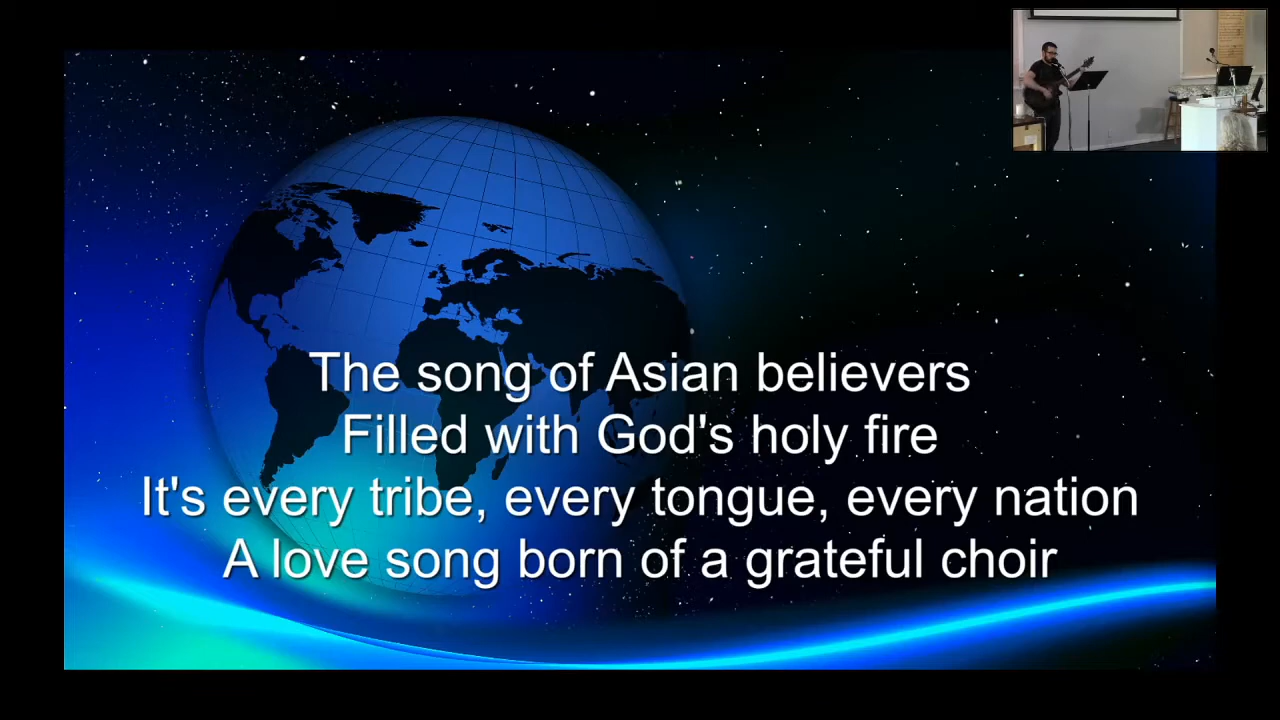 The song of Asian believers
Filled with God's holy fire
It's every tribe, every tongue, every nation
A love song born of a grateful choir